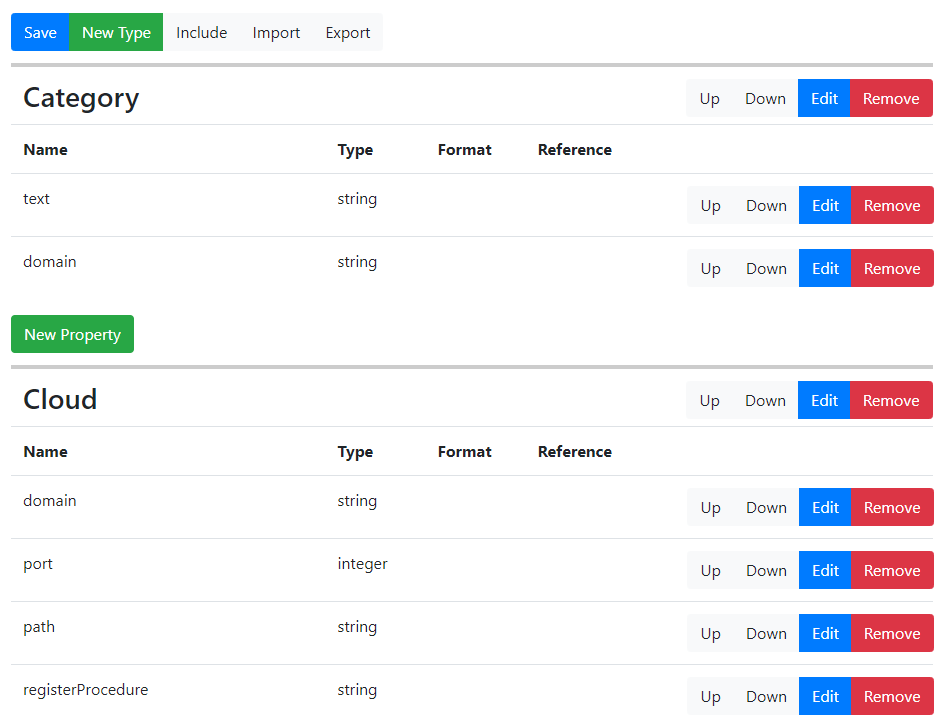 Save New Type Include Import Export
Category Up Down Edit Remove
Name Type Format Reference
text string Up Down Edit Remove
domain string Up Down Edit Remove
New Property
Cloud Up Down Edit Remove
Name Type Format Reference
domain string Up Down Edit Remove
port integer Up Down Edit Remove
path string Up Down Edit Remove
registerProcedure string Up Down Edit Remove